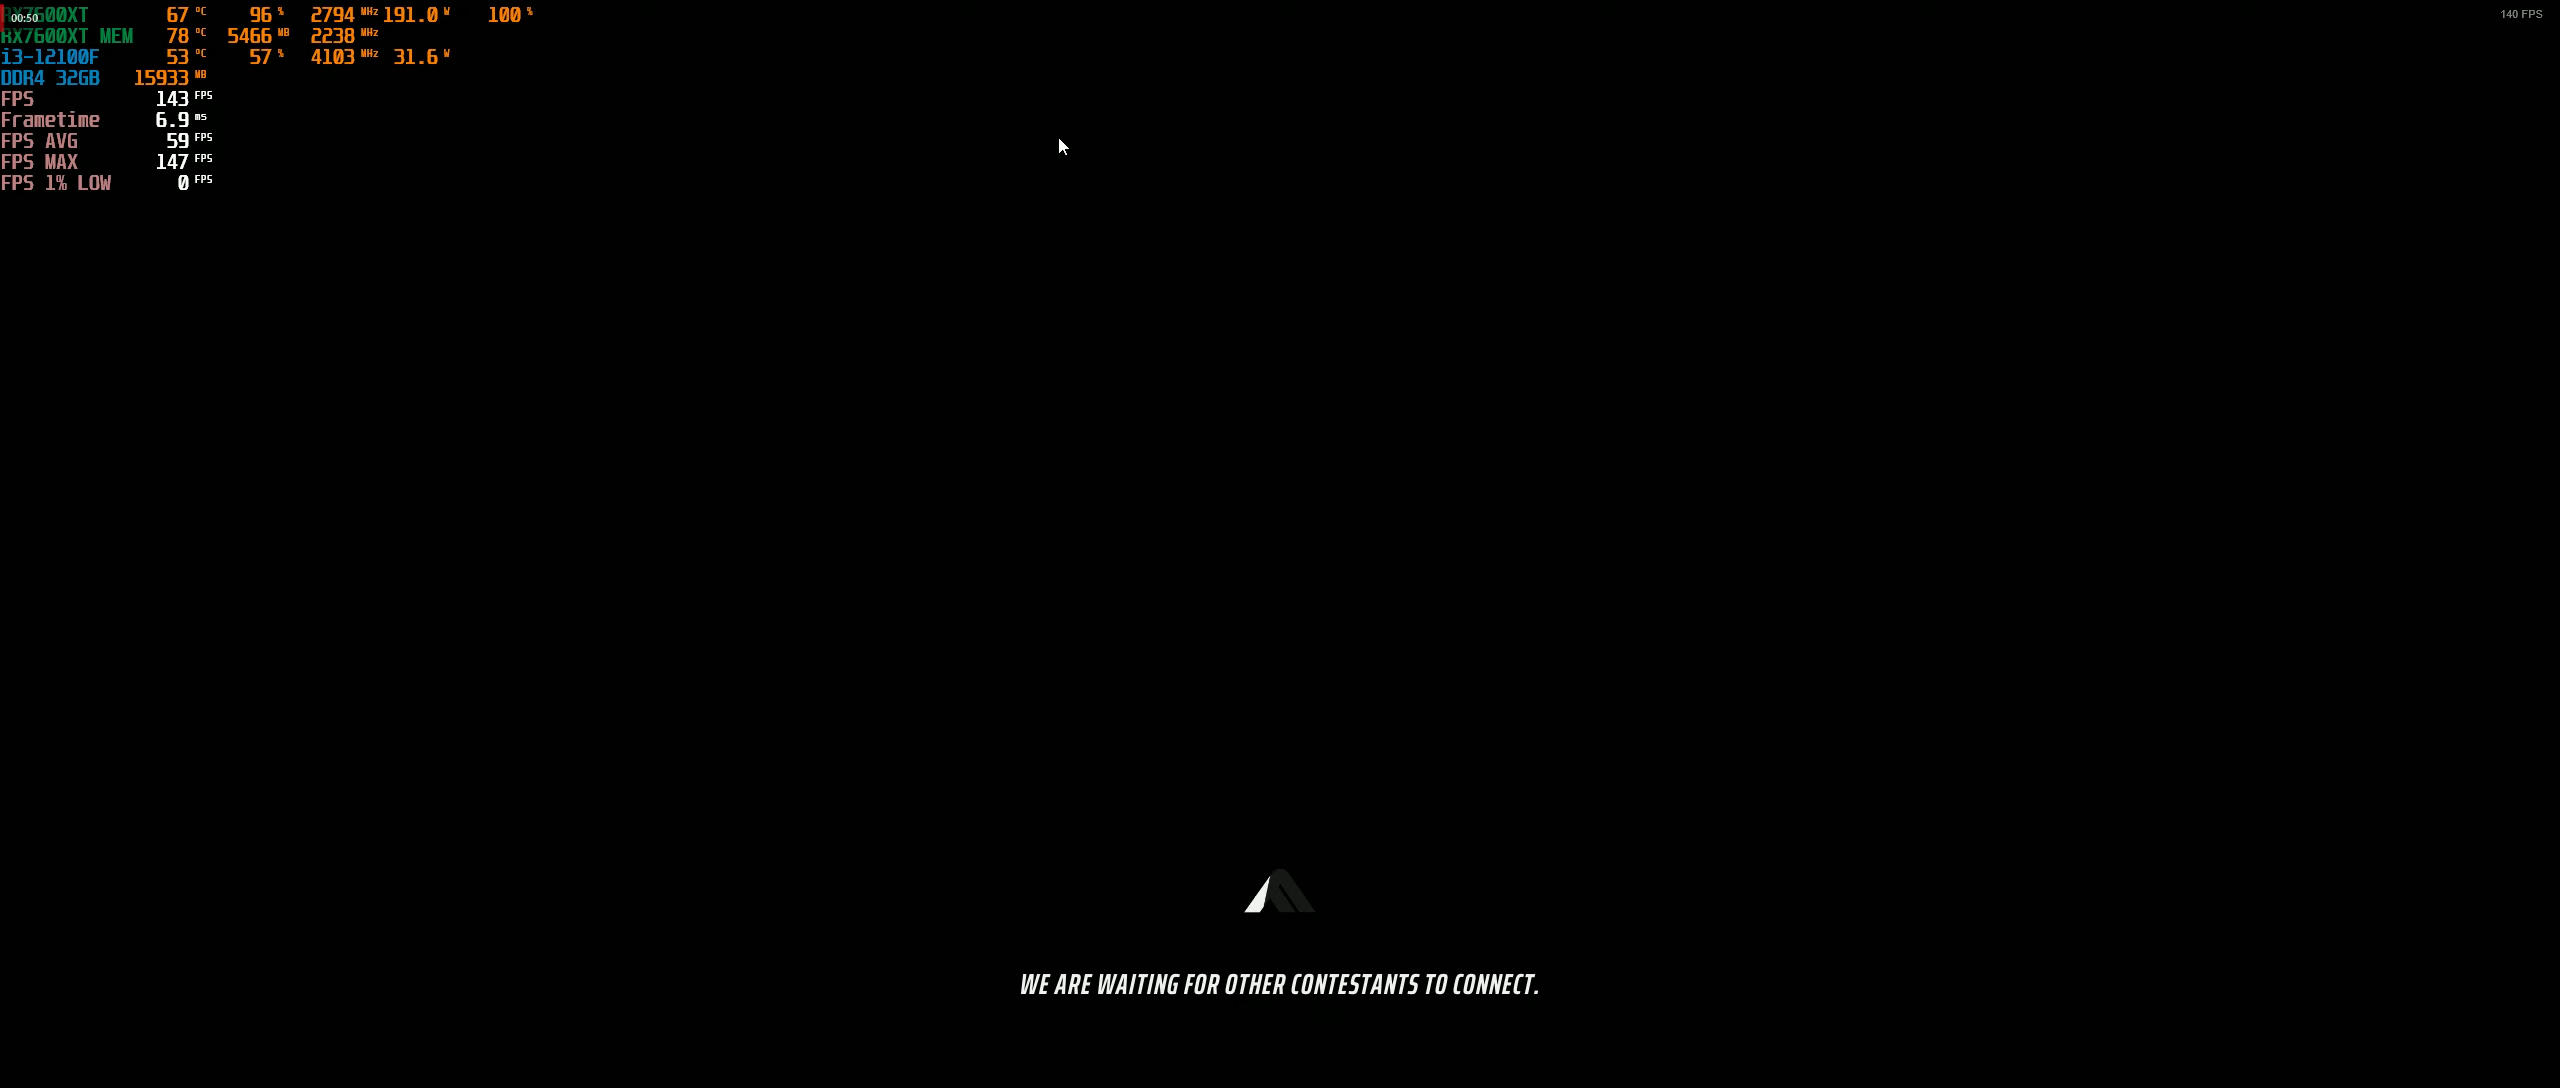 RX7600XT 67 °C 96 % 2794 MHz 191.0 W 100 %
00:50
RX7600XT MEM 78 °C 5466 MB 2238 MHz
i3-12100F 53 °C 57 % 4103 MHz 31.6 W
DDR4 32GB 15933 MB
FPS 143 FPS
Frametime 6.9 ms
FPS AVG 59 FPS
FPS MAX 147 FPS
FPS 1% LOW 0 FPS
140 FPS
WE ARE WAITING FOR OTHER CONTESTANTS TO CONNECT.